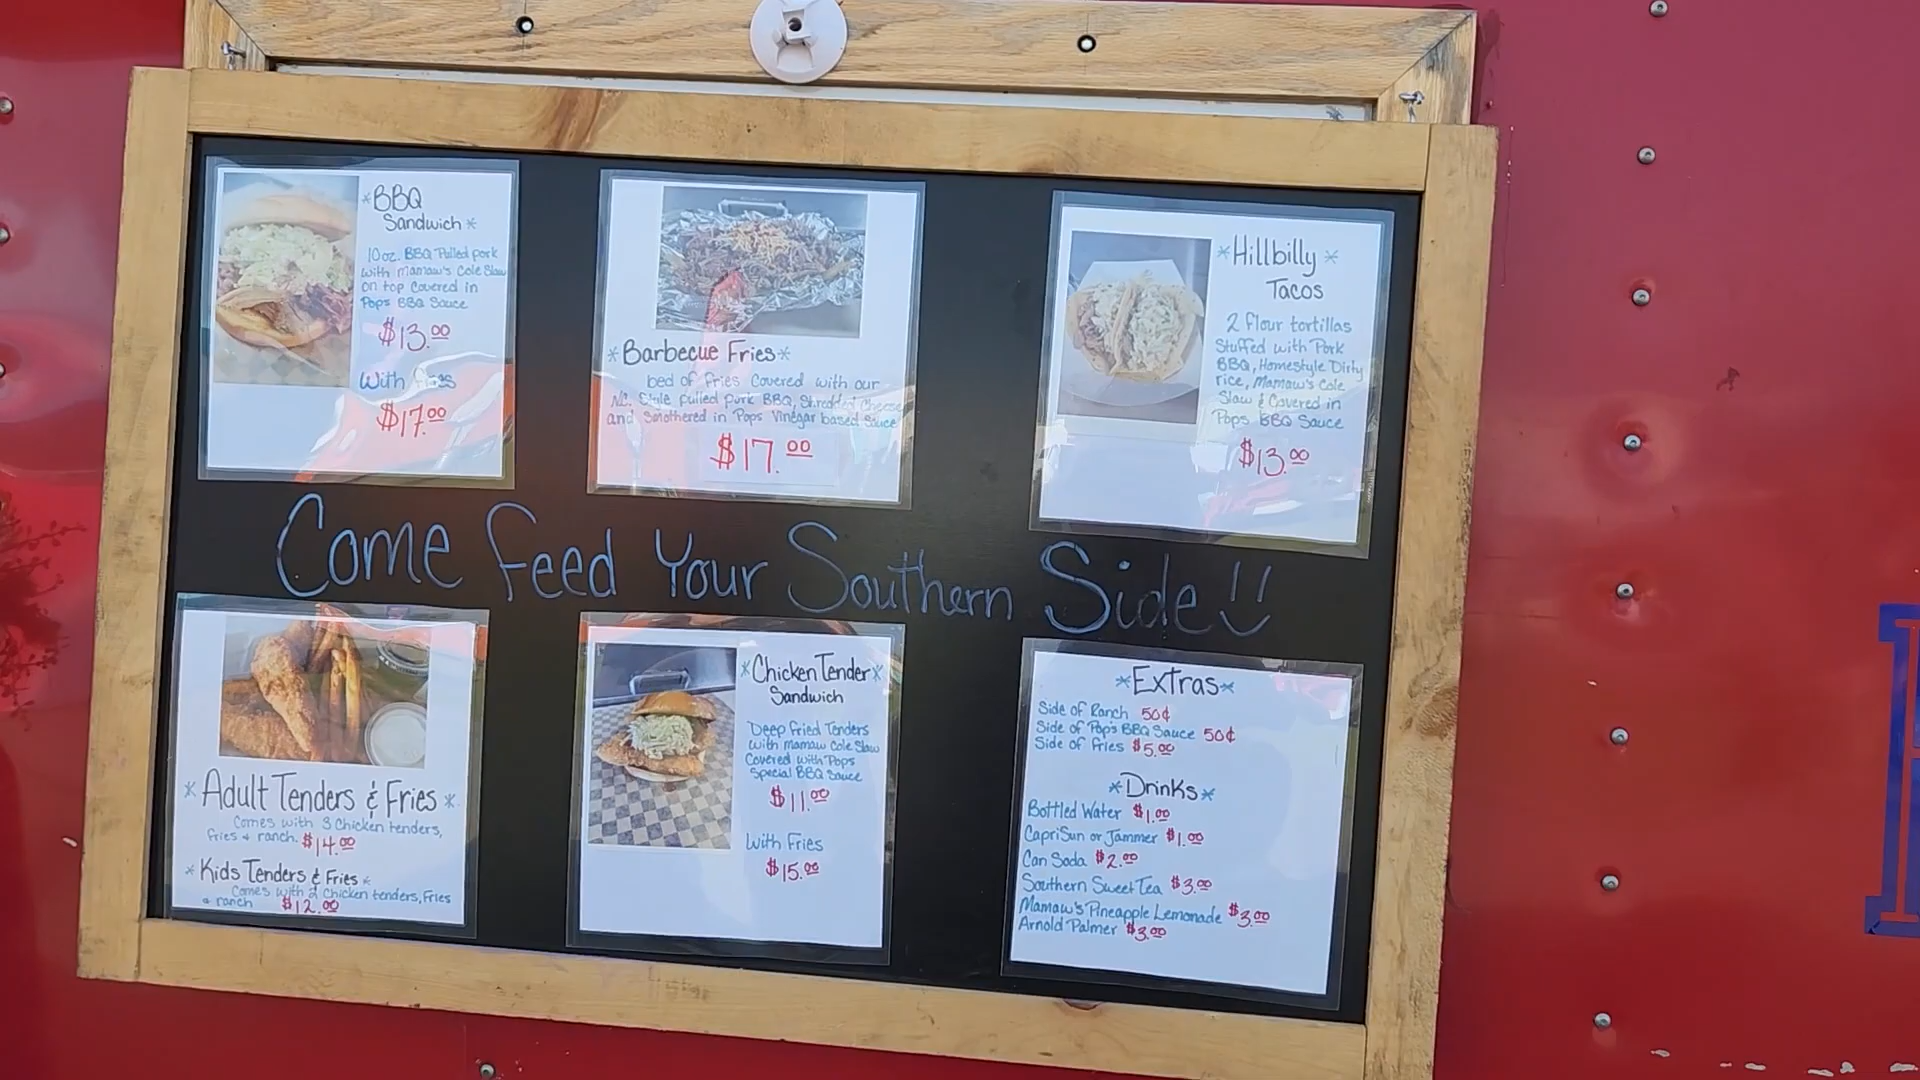 *BBQ
Sandwich*
10oz. BBQ Pulled pork
with mamaw's Cole Slaw
on top Covered in
Pops BBQ Sauce
$13.00
With Fries
$17.00
*Barbecue Fries*
bed of fries Covered with our
N.C. Style pulled pork BBQ, Shredded Cheese
and Smothered in Pops Vinegar based Sauce
$17.00
*Hillbilly*
Tacos
2 flour tortillas
Stuffed with Pork
BBQ, Homestyle Dirty
rice, Mamaw's Cole
Slaw & Covered in
Pops BBQ Sauce
$13.00
Come Feed Your Southern Side!!
*Adult Tenders & Fries*
Comes with 3 Chicken tenders,
fries + ranch. $14.00
*Kids Tenders & Fries*
Comes with 2 Chicken tenders, Fries
& ranch $12.00
*Chicken Tender*
Sandwich
Deep Fried Tenders
with mamaw Cole Slaw
Covered with Pops
Special BBQ Sauce
$11.00
With Fries
$15.00
*Extras*
Side of Ranch 50¢
Side of Pop's BBQ Sauce 50¢
Side of Fries $5.00
*Drinks*
Bottled Water $1.00
CapriSun or Jammer $1.00
Can Soda $2.00
Southern Sweet Tea $3.00
Mamaw's Pineapple Lemonade $3.00
Arnold Palmer $3.00